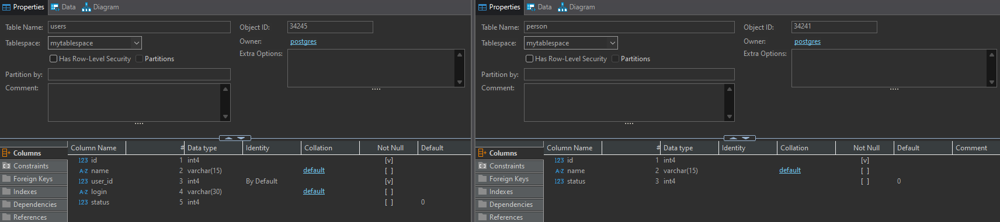 Properties Data Diagram
Table Name: users Object ID: 34245
Tablespace: mytablespace Owner: postgres
Has Row-Level Security Partitions Extra Options:
Partition by:
Comment:
Column Name # Data type Identity Collation Not Null Default
Columns
Constraints
Foreign Keys
Indexes
Dependencies
References
123 id 1 int4 [v]
A-Z name 2 varchar(15) default [ ]
123 user_id 3 int4 By Default [v]
A-Z login 4 varchar(30) default [ ]
123 status 5 int4 [ ] 0
Properties Data Diagram
Table Name: person Object ID: 34241
Tablespace: mytablespace Owner: postgres
Has Row-Level Security Partitions Extra Options:
Partition by:
Comment:
Column Name # Data type Identity Collation Not Null Default Comment
Columns
Constraints
Foreign Keys
Indexes
Dependencies
References
123 id 1 int4 [v]
A-Z name 2 varchar(15) default [ ]
123 status 3 int4 [ ] 0